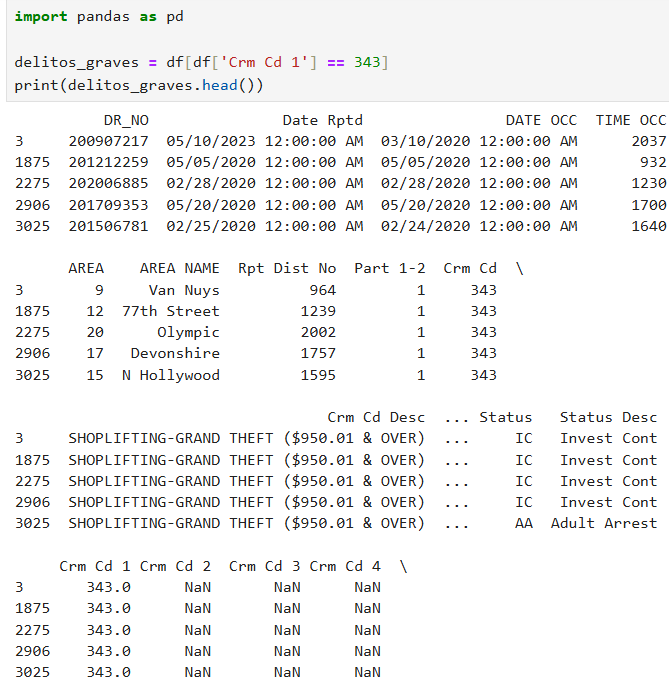 import pandas as pd
delitos_graves = df[df['Crm Cd 1'] == 343]
print(delitos_graves.head())
DR_NO Date Rptd DATE OCC TIME OCC
3 200907217 05/10/2023 12:00:00 AM 03/10/2020 12:00:00 AM 2037
1875 201212259 05/05/2020 12:00:00 AM 05/05/2020 12:00:00 AM 932
2275 202006885 02/28/2020 12:00:00 AM 02/28/2020 12:00:00 AM 1230
2906 201709353 05/20/2020 12:00:00 AM 05/20/2020 12:00:00 AM 1700
3025 201506781 02/25/2020 12:00:00 AM 02/24/2020 12:00:00 AM 1640
AREA AREA NAME Rpt Dist No Part 1-2 Crm Cd \
3 9 Van Nuys 964 1 343
1875 12 77th Street 1239 1 343
2275 20 Olympic 2002 1 343
2906 17 Devonshire 1757 1 343
3025 15 N Hollywood 1595 1 343
Crm Cd Desc ... Status Status Desc
3 SHOPLIFTING-GRAND THEFT ($950.01 & OVER) ... IC Invest Cont
1875 SHOPLIFTING-GRAND THEFT ($950.01 & OVER) ... IC Invest Cont
2275 SHOPLIFTING-GRAND THEFT ($950.01 & OVER) ... IC Invest Cont
2906 SHOPLIFTING-GRAND THEFT ($950.01 & OVER) ... IC Invest Cont
3025 SHOPLIFTING-GRAND THEFT ($950.01 & OVER) ... AA Adult Arrest
Crm Cd 1 Crm Cd 2 Crm Cd 3 Crm Cd 4 \
3 343.0 NaN NaN NaN
1875 343.0 NaN NaN NaN
2275 343.0 NaN NaN NaN
2906 343.0 NaN NaN NaN
3025 343.0 NaN NaN NaN